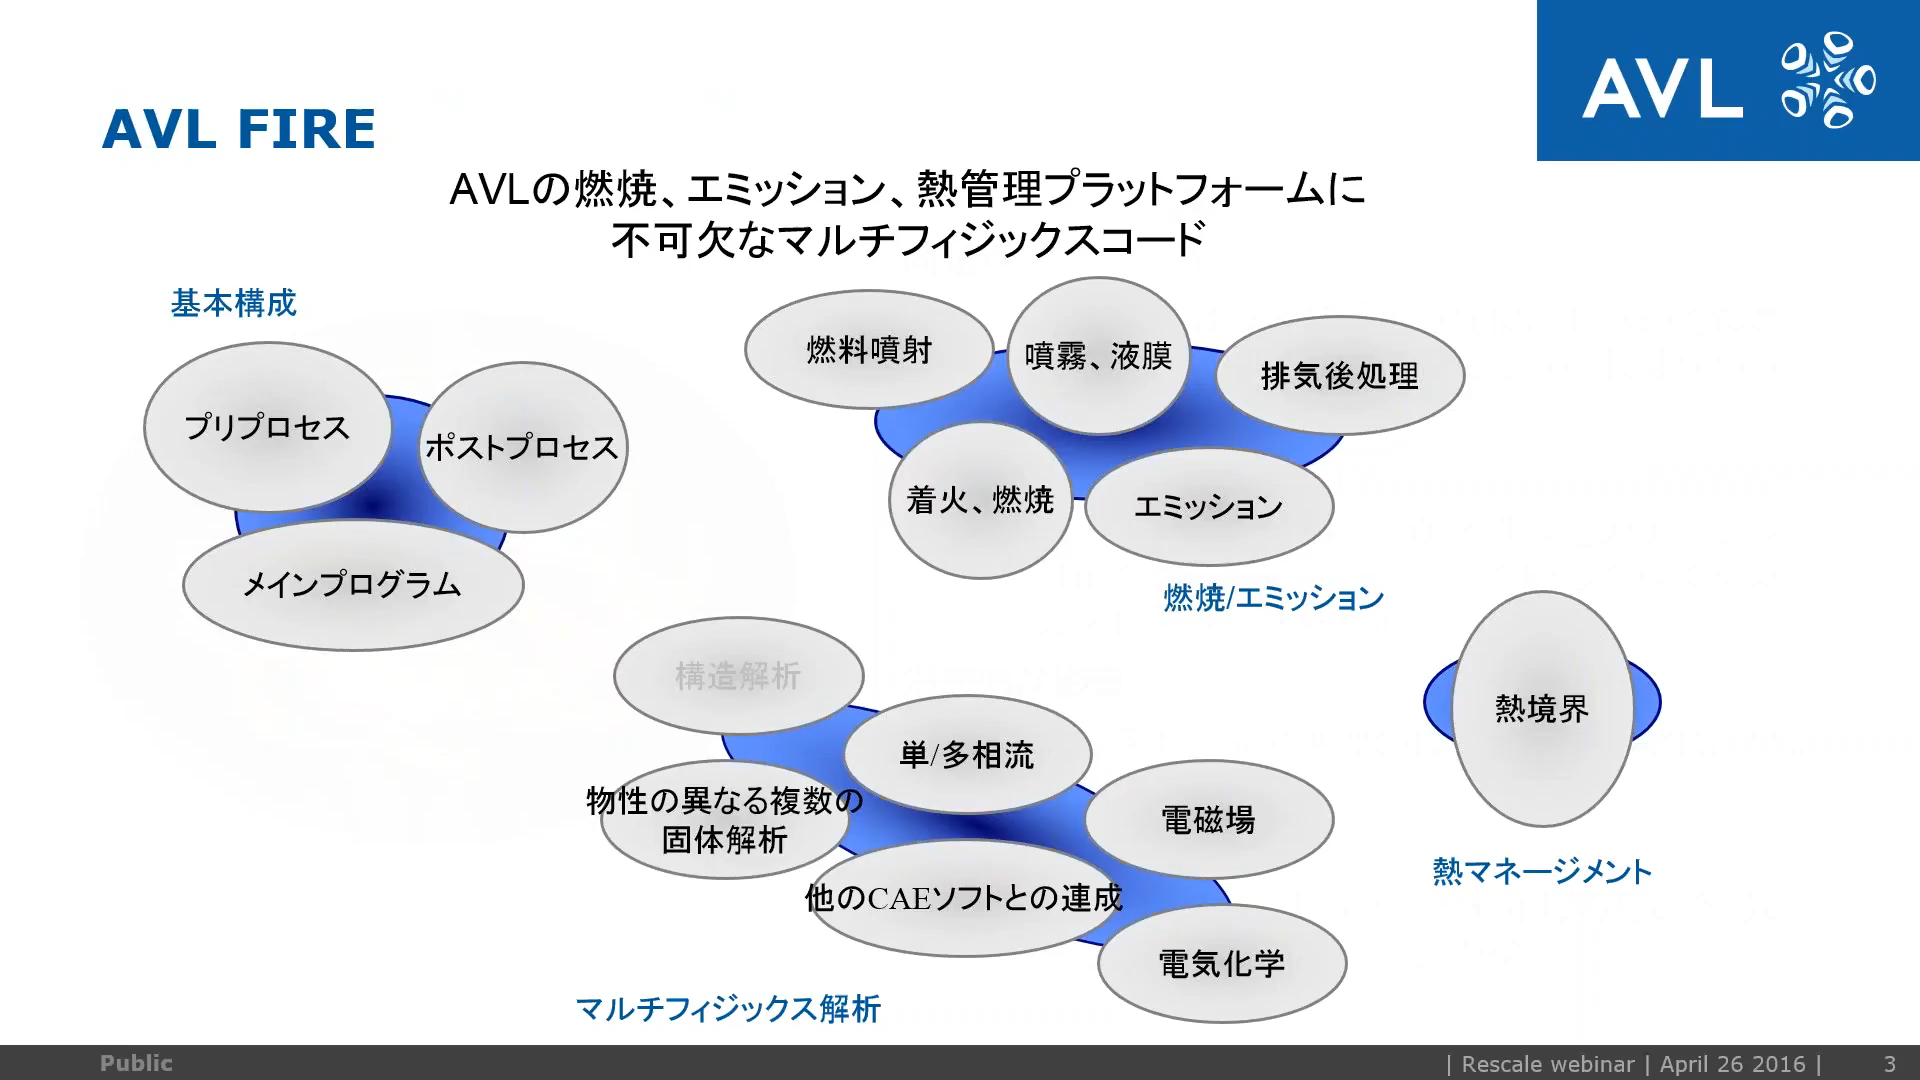 AVL
AVL FIRE
AVLの燃焼、エミッション、熱管理プラットフォームに
不可欠なマルチフィジックスコード
基本構成
プリプロセス
ポストプロセス
メインプログラム
燃料噴射
噴霧、液膜
排気後処理
着火、燃焼
エミッション
燃焼/エミッション
構造解析
単/多相流
物性の異なる複数の
固体解析
電磁場
他のCAEソフトとの連成
電気化学
マルチフィジックス解析
熱境界
熱マネージメント
Public
| Rescale webinar | April 26 2016 | 3